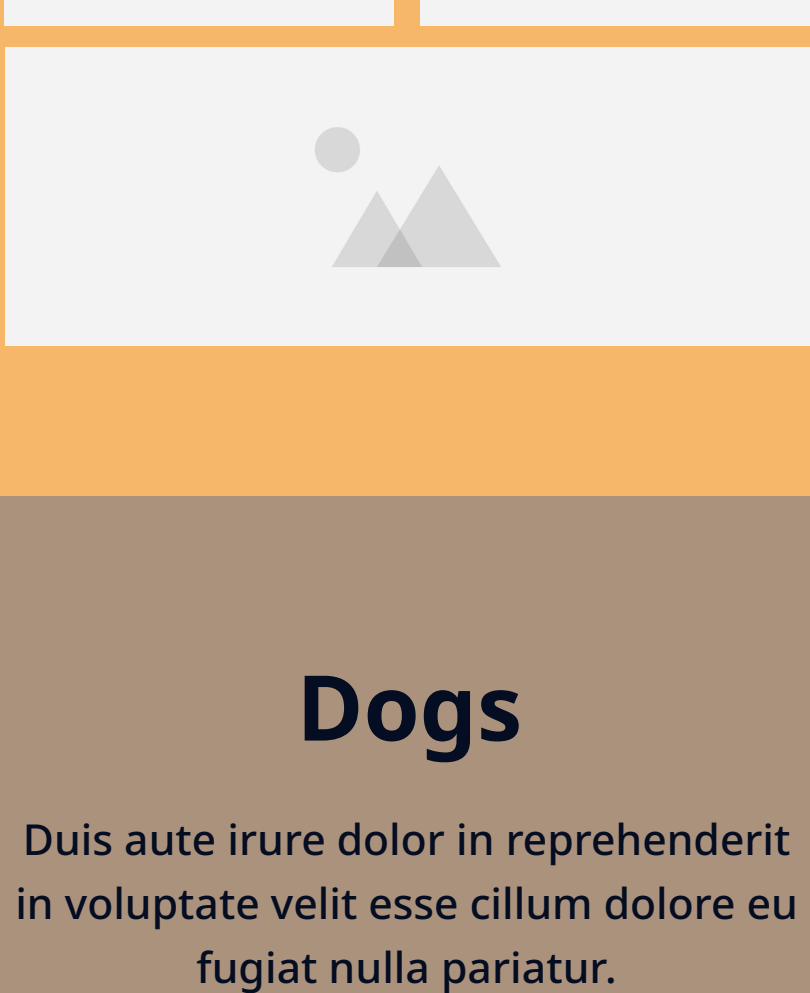 Dogs
Duis aute irure dolor in reprehenderit
in voluptate velit esse cillum dolore eu
fugiat nulla pariatur.